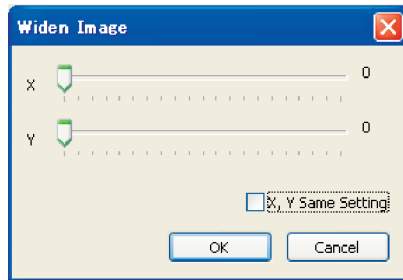 Widen Image
X 0
Y 0
X, Y Same Setting
OK Cancel